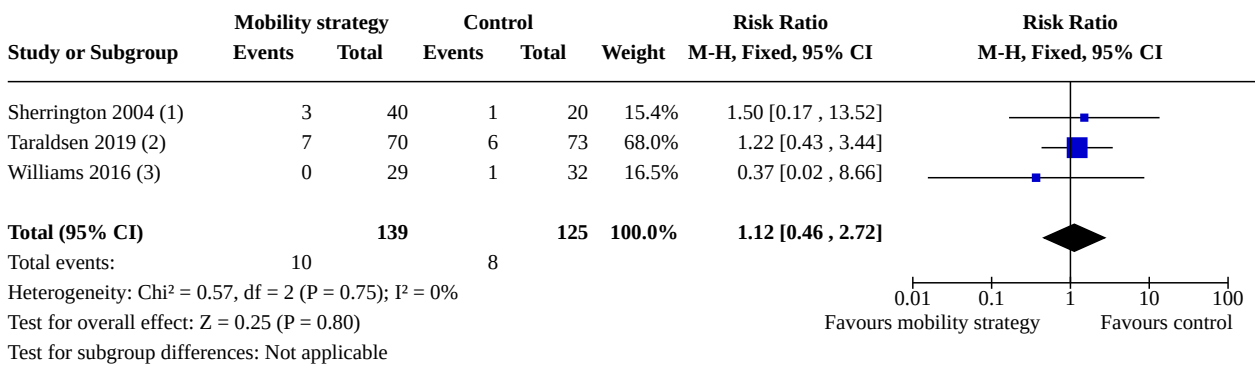 Mobility strategy Control Risk Ratio Risk Ratio
Study or Subgroup Events Total Events Total Weight M-H, Fixed, 95% CI M-H, Fixed, 95% CI
Sherrington 2004 (1) 3 40 1 20 15.4% 1.50 [0.17 , 13.52]
Taraldsen 2019 (2) 7 70 6 73 68.0% 1.22 [0.43 , 3.44]
Williams 2016 (3) 0 29 1 32 16.5% 0.37 [0.02 , 8.66]
Total (95% CI) 139 125 100.0% 1.12 [0.46 , 2.72]
Total events: 10 8
Heterogeneity: Chi² = 0.57, df = 2 (P = 0.75); I² = 0%
0.01 0.1 1 10 100
Test for overall effect: Z = 0.25 (P = 0.80)
Favours mobility strategy Favours control
Test for subgroup differences: Not applicable